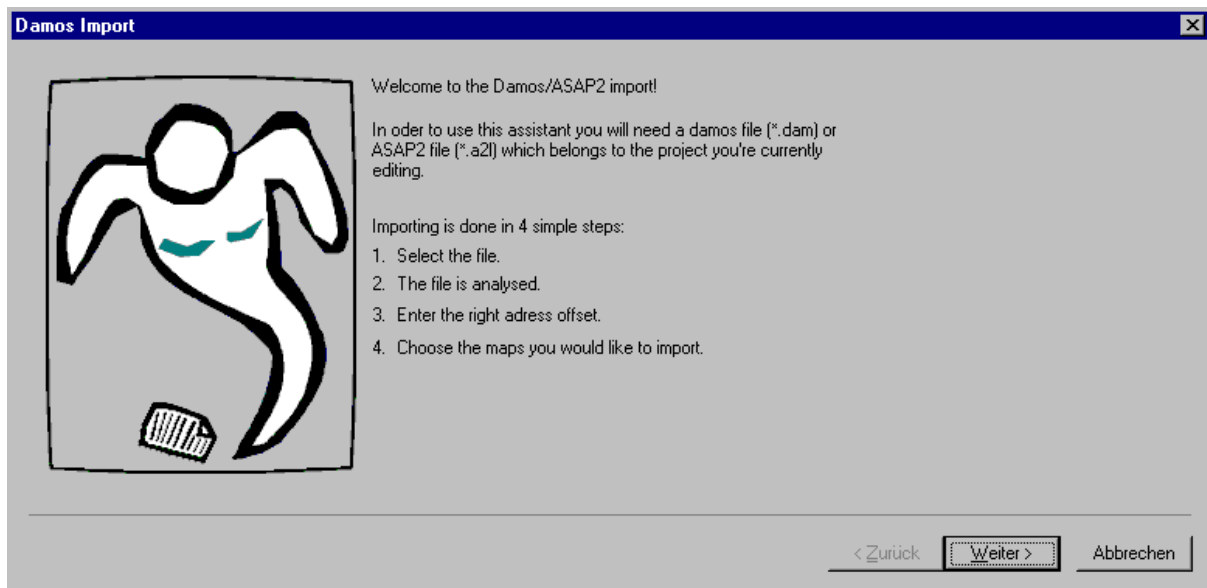 Damos Import
Welcome to the Damos/ASAP2 import!
In oder to use this assistant you will need a damos file (*.dam) or
ASAP2 file (*.a2l) which belongs to the project you're currently
editing.
Importing is done in 4 simple steps:
1. Select the file.
2. The file is analysed.
3. Enter the right adress offset.
4. Choose the maps you would like to import.
< Zurück Weiter > Abbrechen